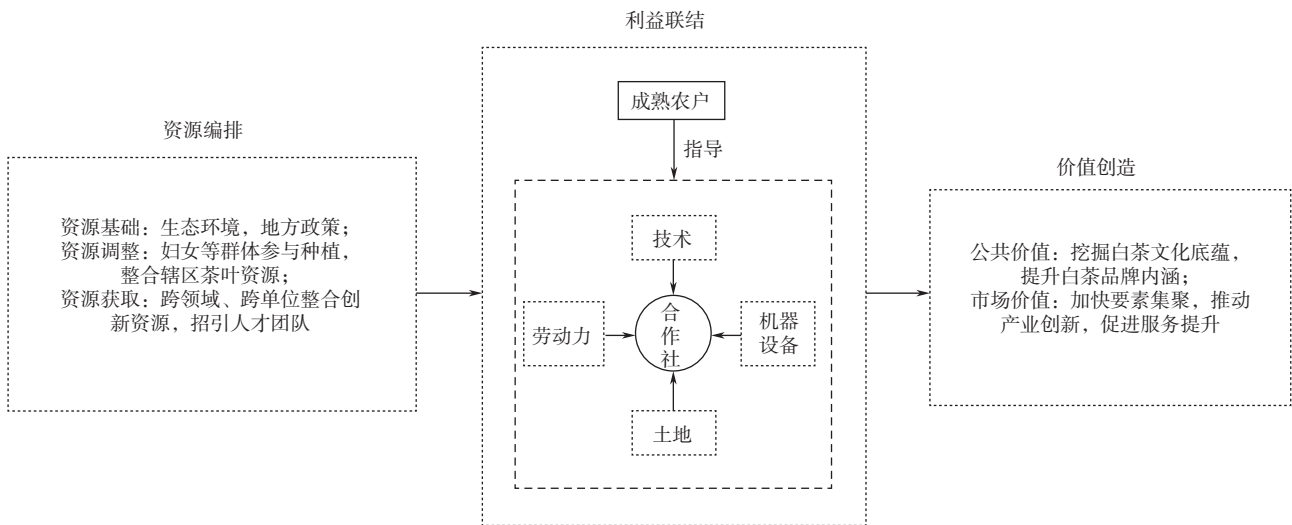 利益联结
成熟农户
指导
资源编排
价值创造
资源基础：生态环境，地方政策；
资源调整：妇女等群体参与种植，
整合辖区茶叶资源；
资源获取：跨领域、跨单位整合创
新资源，招引人才团队
技术
劳动力
合
作
社
机器
设备
土地
公共价值：挖掘白茶文化底蕴，
提升白茶品牌内涵；
市场价值：加快要素集聚，推动
产业创新，促进服务提升